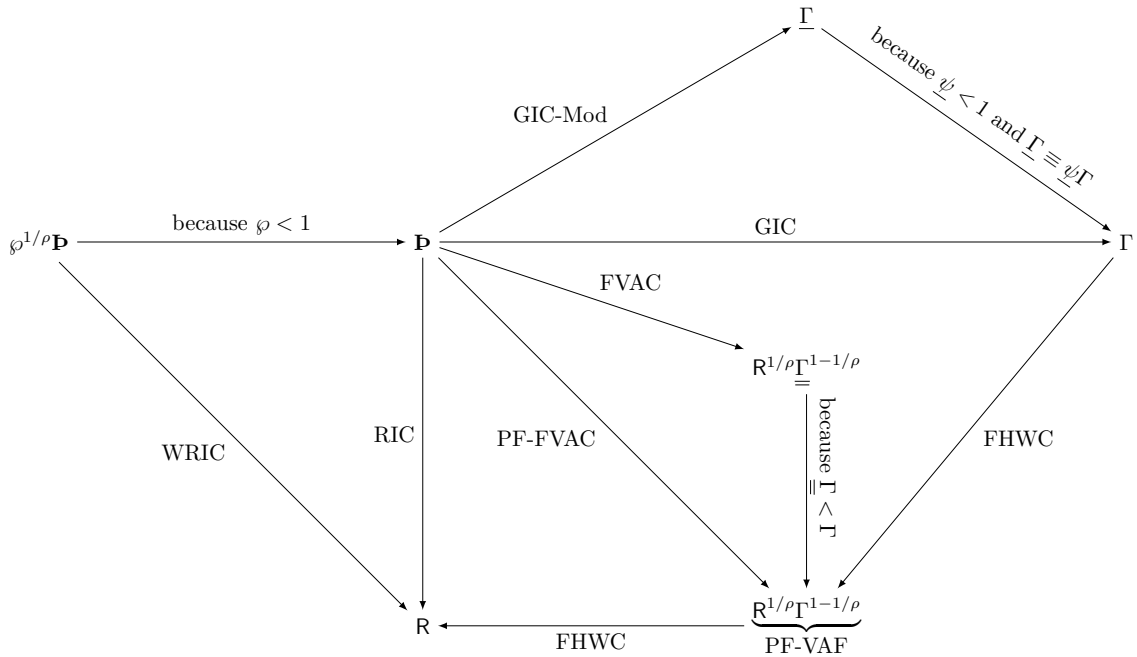 Γ̲
because ψ̲ < 1 and Γ̲ ≡ ψ̲Γ
GIC-Mod
℘^{1/ρ}Þ
because ℘ < 1
Þ
GIC
Γ
FVAC
R^{1/ρ}Γ̳^{1−1/ρ}
because Γ̳ < Γ
WRIC
RIC
PF-FVAC
FHWC
R
FHWC
R^{1/ρ}Γ^{1−1/ρ}
PF-VAF